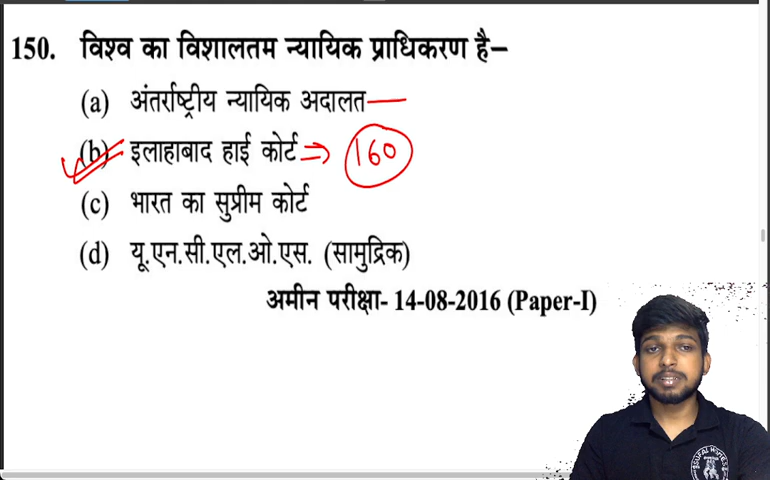 150. विश्व का विशालतम न्यायिक प्राधिकरण है–
(a) अंतर्राष्ट्रीय न्यायिक अदालत
(b) इलाहाबाद हाई कोर्ट ⇒ 160
(c) भारत का सुप्रीम कोर्ट
(d) यू.एन.सी.एल.ओ.एस. (सामुद्रिक)
अमीन परीक्षा- 14-08-2016 (Paper-I)